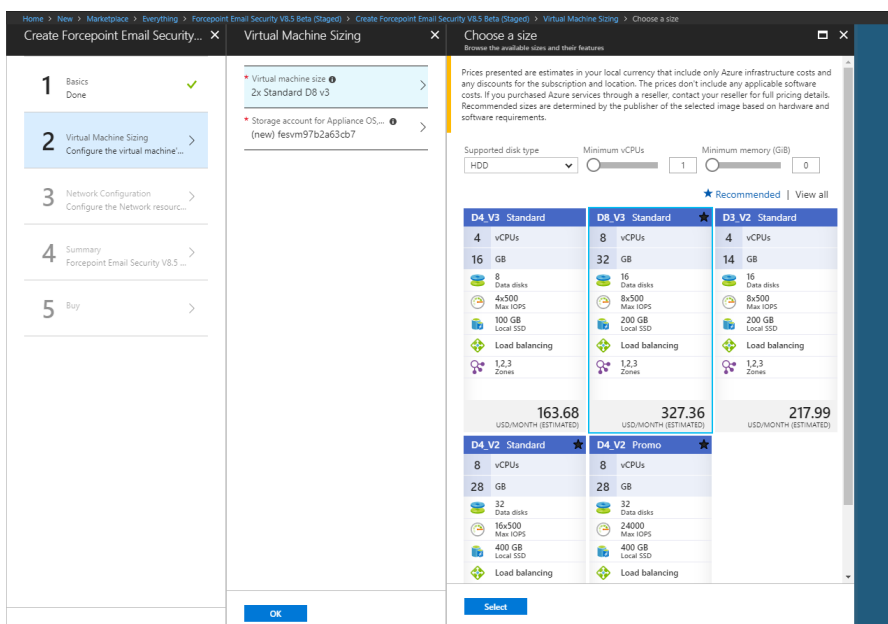 Home > New > Marketplace > Everything > Forcepoint Email Security V8.5 Beta (Staged) > Create Forcepoint Email Security V8.5 Beta (Staged) > Virtual Machine Sizing > Choose a size
Create Forcepoint Email Security... ×
1
Basics
Done
2
Virtual Machine Sizing
Configure the virtual machine'...
3
Network Configuration
Configure the Network resourc...
4
Summary
Forcepoint Email Security V8.5 ...
5
Buy
Virtual Machine Sizing ×
* Virtual machine size
2x Standard D8 v3
* Storage account for Appliance OS,...
(new) fesvm97b2a63cb7
OK
Choose a size
Browse the available sizes and their features
Prices presented are estimates in your local currency that include only Azure infrastructure costs and
any discounts for the subscription and location. The prices don't include any applicable software
costs. If you purchased Azure services through a reseller, contact your reseller for full pricing details.
Recommended sizes are determined by the publisher of the selected image based on hardware and
software requirements.
Supported disk type
HDD
Minimum vCPUs
1
Minimum memory (GiB)
0
★ Recommended | View all
D4_V3 Standard
4 vCPUs
16 GB
8
Data disks
4x500
Max IOPS
100 GB
Local SSD
Load balancing
1,2,3
Zones
163.68
USD/MONTH (ESTIMATED)
D8_V3 Standard ★
8 vCPUs
32 GB
16
Data disks
8x500
Max IOPS
200 GB
Local SSD
Load balancing
1,2,3
Zones
327.36
USD/MONTH (ESTIMATED)
D3_V2 Standard
4 vCPUs
14 GB
16
Data disks
8x500
Max IOPS
200 GB
Local SSD
Load balancing
1,2,3
Zones
217.99
USD/MONTH (ESTIMATED)
D4_V2 Standard ★
8 vCPUs
28 GB
32
Data disks
16x500
Max IOPS
400 GB
Local SSD
Load balancing
D4_V2 Promo ★
8 vCPUs
28 GB
32
Data disks
24000
Max IOPS
400 GB
Local SSD
Load balancing
Select